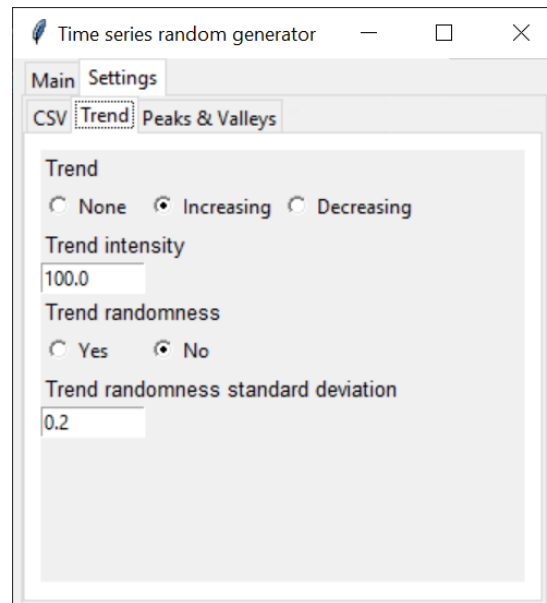 Time series random generator
Main Settings
CSV Trend Peaks & Valleys
Trend
None Increasing Decreasing
Trend intensity
100.0
Trend randomness
Yes No
Trend randomness standard deviation
0.2